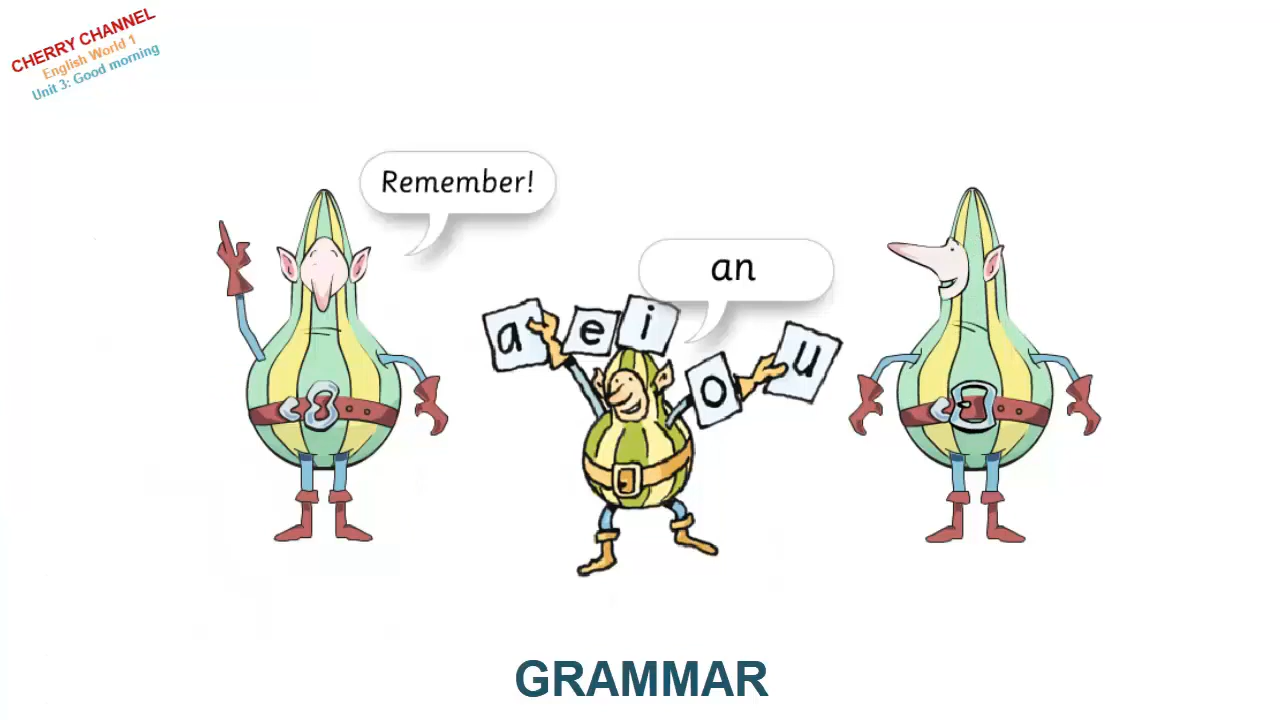 CHERRY CHANNEL
English World 1
Unit 3: Good morning
Remember!
an
a e i o u
GRAMMAR